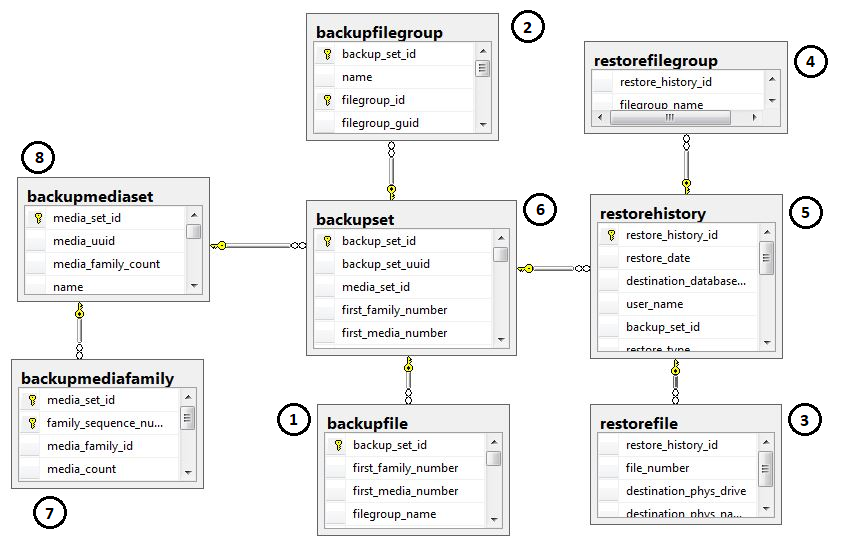 2
backupfilegroup
backup_set_id
name
filegroup_id
filegroup_guid
4
restorefilegroup
restore_history_id
filegroup_name
8
backupmediaset
media_set_id
media_uuid
media_family_count
name
6
backupset
backup_set_id
backup_set_uuid
media_set_id
first_family_number
first_media_number
5
restorehistory
restore_history_id
restore_date
destination_database...
user_name
backup_set_id
restore_type
7
backupmediafamily
media_set_id
family_sequence_nu...
media_family_id
media_count
1
backupfile
backup_set_id
first_family_number
first_media_number
filegroup_name
3
restorefile
restore_history_id
file_number
destination_phys_drive
destination_phys_na...